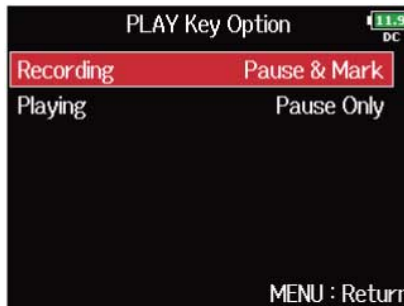 PLAY Key Option
11.9
DC
Recording Pause & Mark
Playing Pause Only
MENU : Return